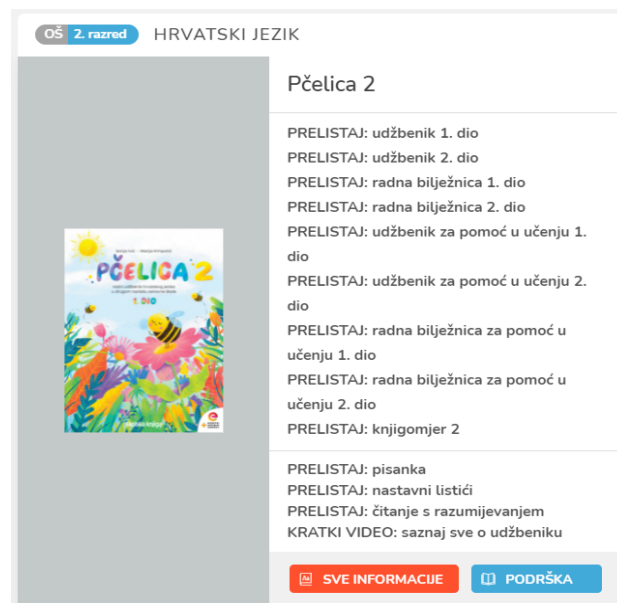 OŠ 2. razred HRVATSKI JEZIK
Pčelica 2
PRELISTAJ: udžbenik 1. dio
PRELISTAJ: udžbenik 2. dio
PRELISTAJ: radna bilježnica 1. dio
PRELISTAJ: radna bilježnica 2. dio
PRELISTAJ: udžbenik za pomoć u učenju 1.
dio
PRELISTAJ: udžbenik za pomoć u učenju 2.
dio
PRELISTAJ: radna bilježnica za pomoć u
učenju 1. dio
PRELISTAJ: radna bilježnica za pomoć u
učenju 2. dio
PRELISTAJ: knjigomjer 2
PRELISTAJ: pisanka
PRELISTAJ: nastavni listići
PRELISTAJ: čitanje s razumijevanjem
KRATKI VIDEO: saznaj sve o udžbeniku
SVE INFORMACIJE PODRŠKA
PČELICA 2
1. DIO
školska knjiga